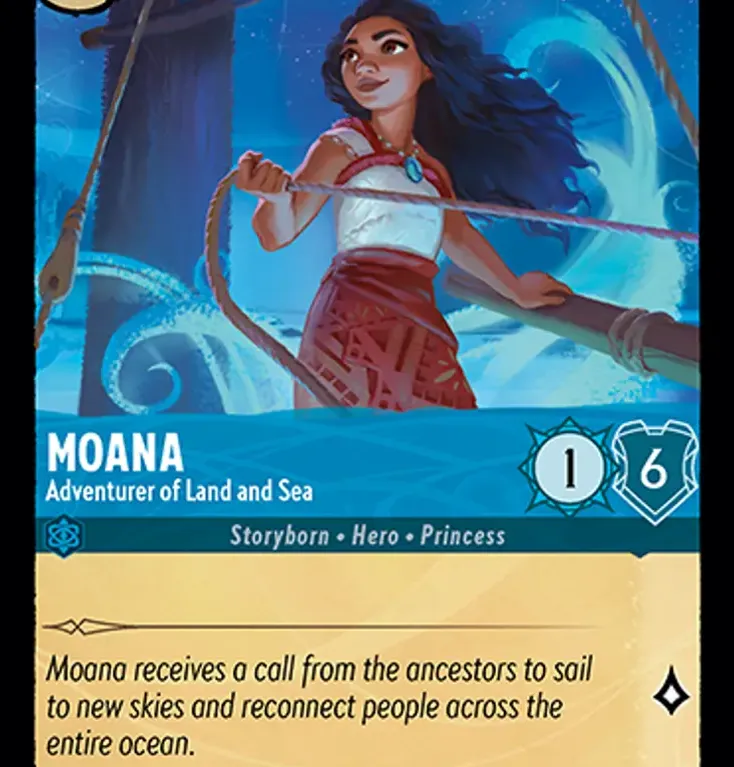 MOANA
Adventurer of Land and Sea
1 6
Storyborn • Hero • Princess
Moana receives a call from the ancestors to sail
to new skies and reconnect people across the
entire ocean.